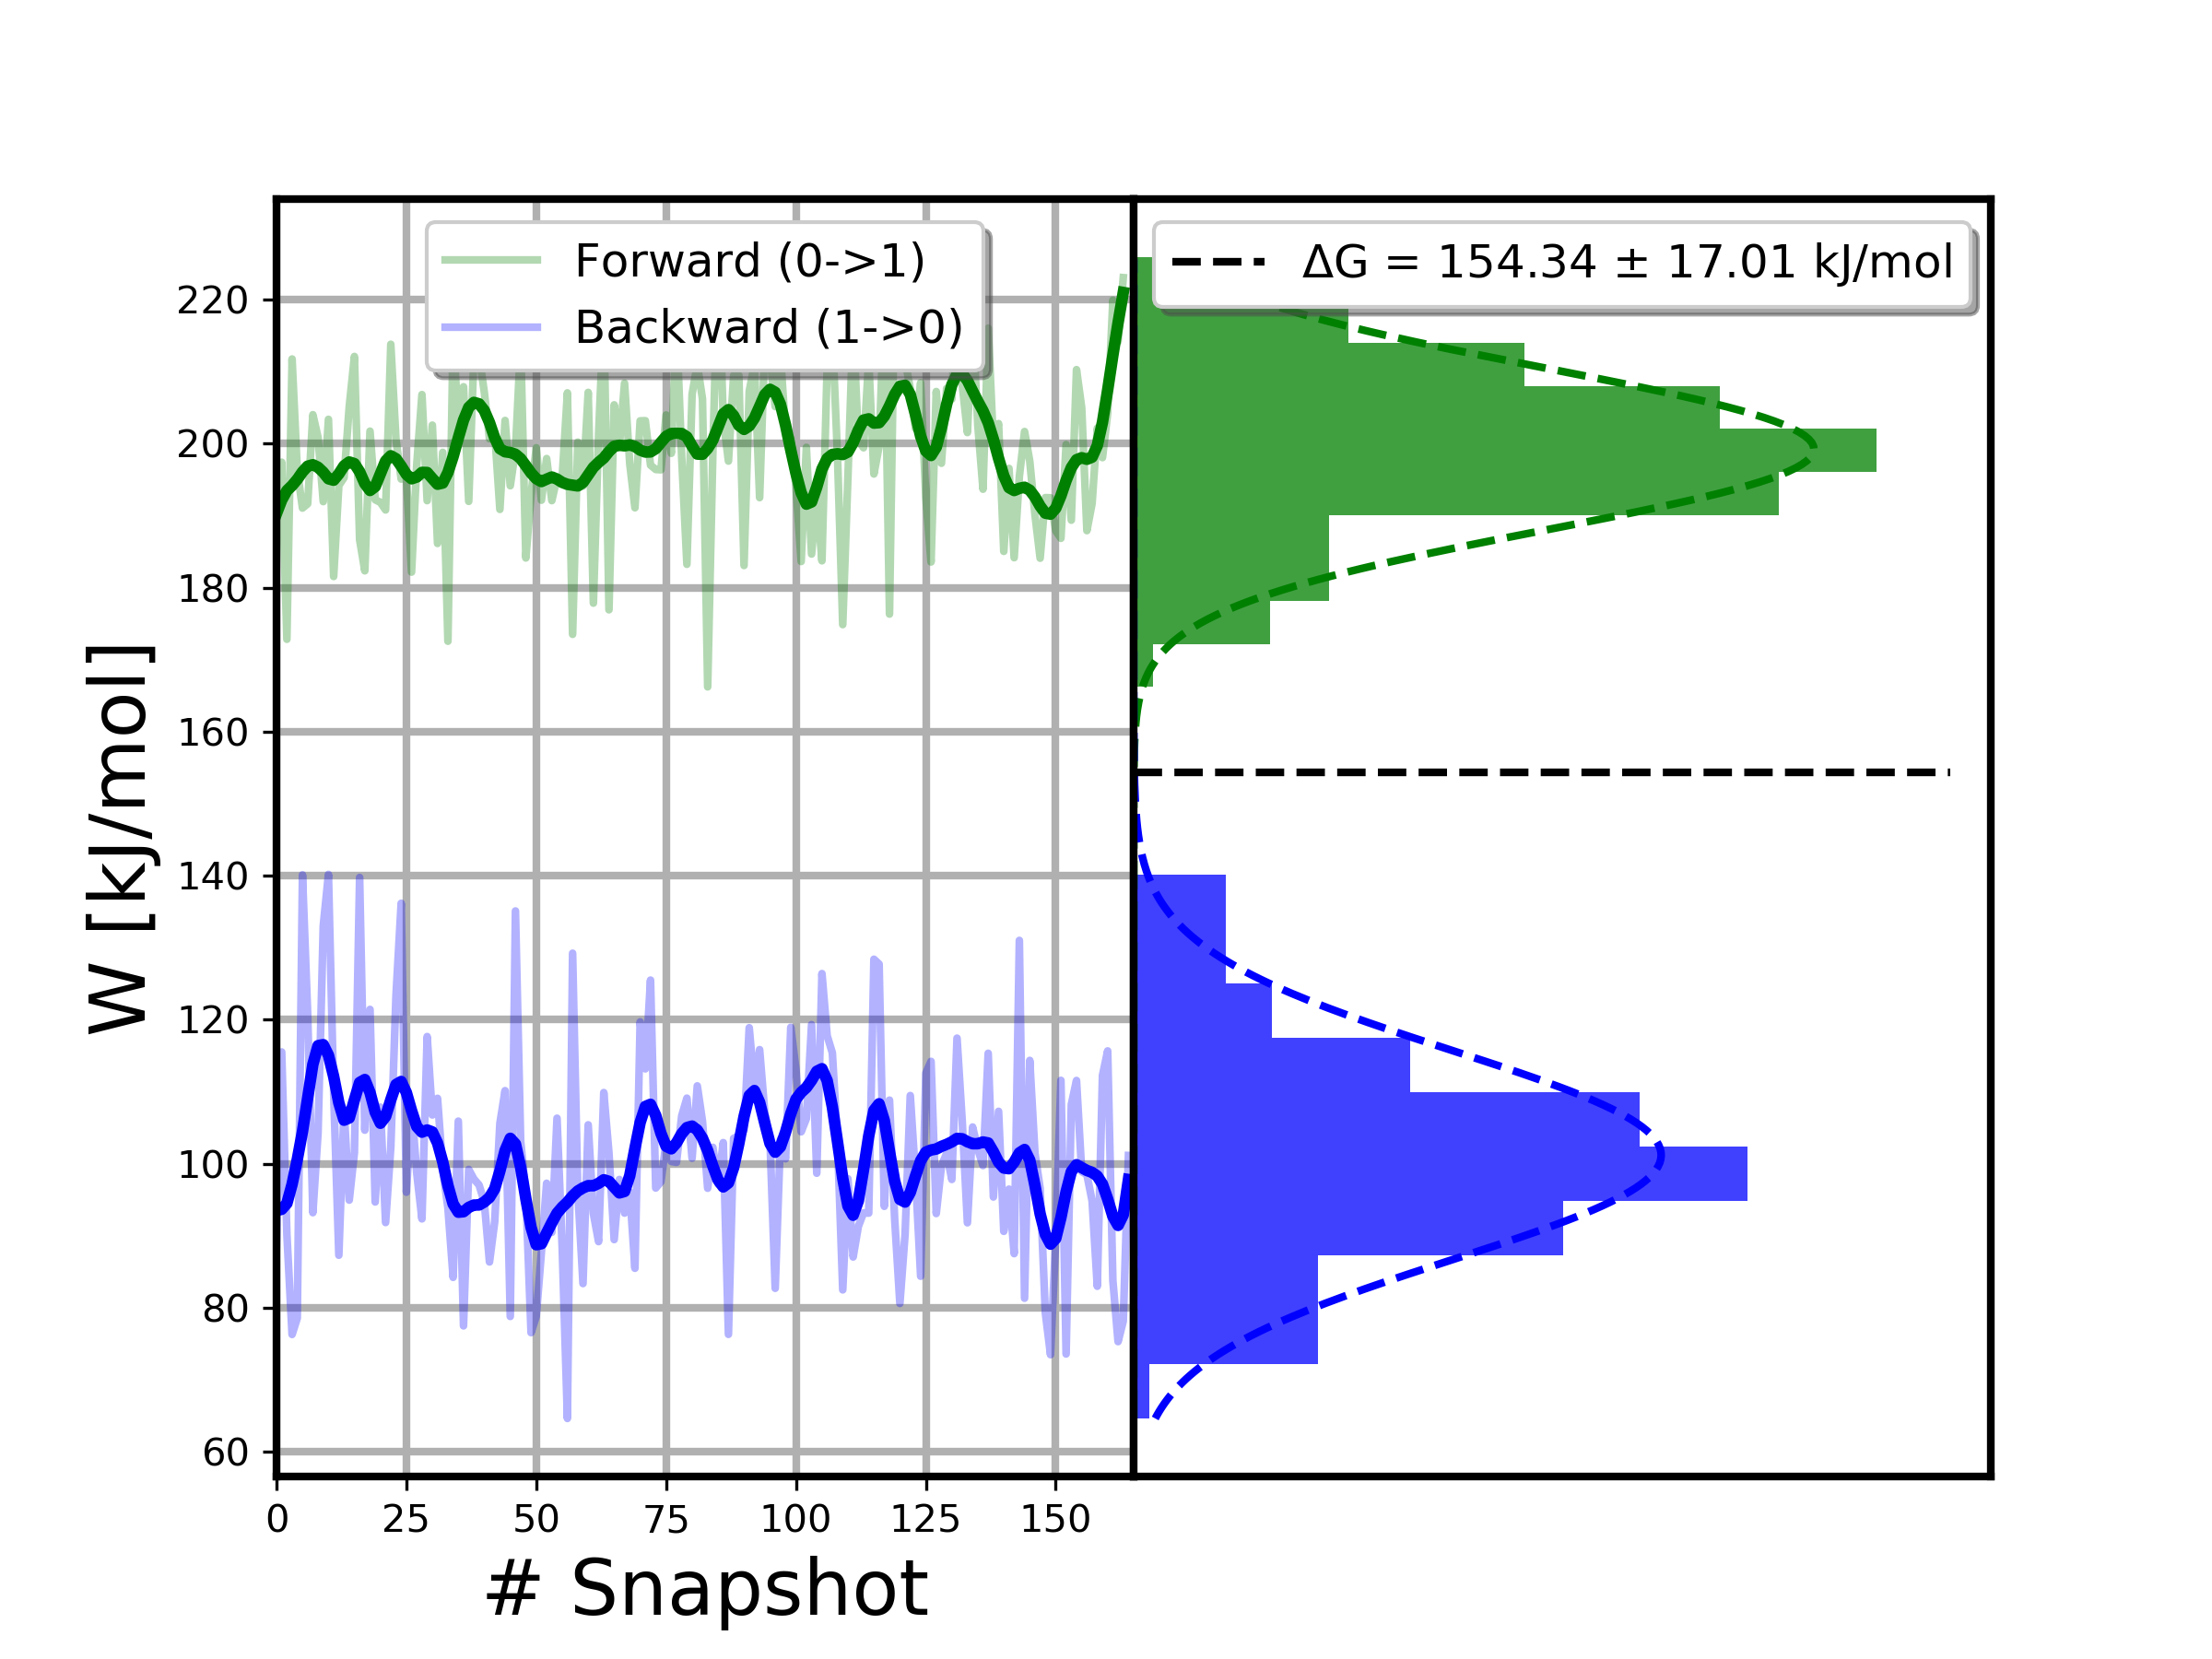 Forward (0->1)
Backward (1->0)
ΔG = 154.34 ± 17.01 kJ/mol
W [kJ/mol]
220
200
180
160
140
120
100
80
60
0 25 50 75 100 125 150
# Snapshot